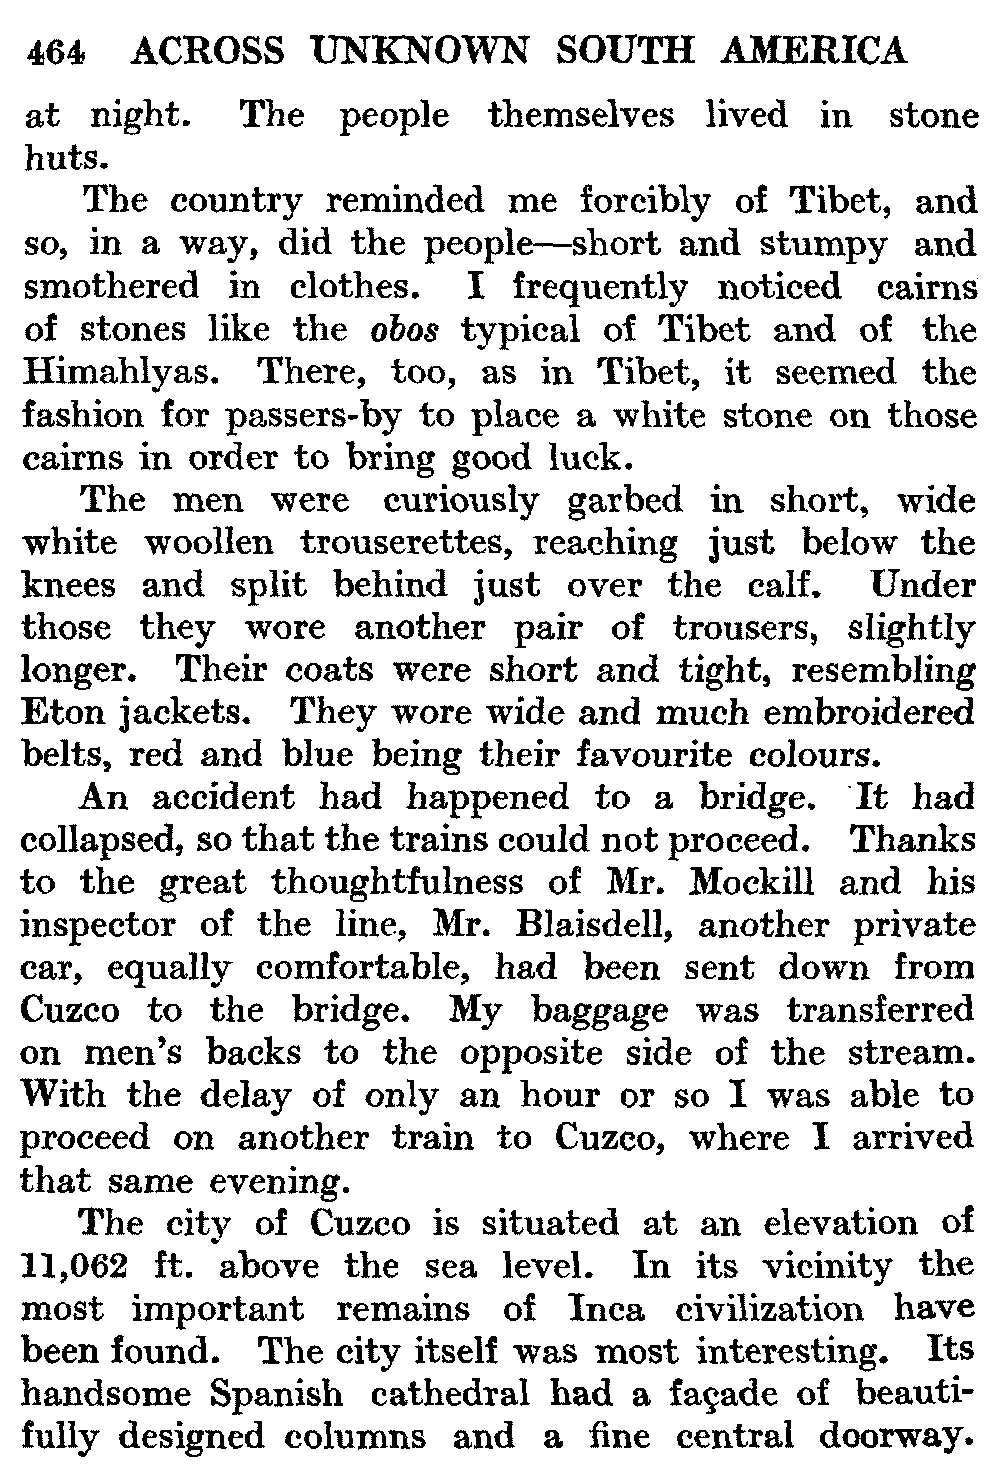 464 ACROSS UNKNOWN SOUTH AMERICA
at night. The people themselves lived in stone
huts.
The country reminded me forcibly of Tibet, and
so, in a way, did the people—short and stumpy and
smothered in clothes. I frequently noticed cairns
of stones like the obos typical of Tibet and of the
Himahlyas. There, too, as in Tibet, it seemed the
fashion for passers-by to place a white stone on those
cairns in order to bring good luck.
The men were curiously garbed in short, wide
white woollen trouserettes, reaching just below the
knees and split behind just over the calf. Under
those they wore another pair of trousers, slightly
longer. Their coats were short and tight, resembling
Eton jackets. They wore wide and much embroidered
belts, red and blue being their favourite colours.
An accident had happened to a bridge. It had
collapsed, so that the trains could not proceed. Thanks
to the great thoughtfulness of Mr. Mockill and his
inspector of the line, Mr. Blaisdell, another private
car, equally comfortable, had been sent down from
Cuzco to the bridge. My baggage was transferred
on men's backs to the opposite side of the stream.
With the delay of only an hour or so I was able to
proceed on another train to Cuzco, where I arrived
that same evening.
The city of Cuzco is situated at an elevation of
11,062 ft. above the sea level. In its vicinity the
most important remains of Inca civilization have
been found. The city itself was most interesting. Its
handsome Spanish cathedral had a façade of beauti-
fully designed columns and a fine central doorway.